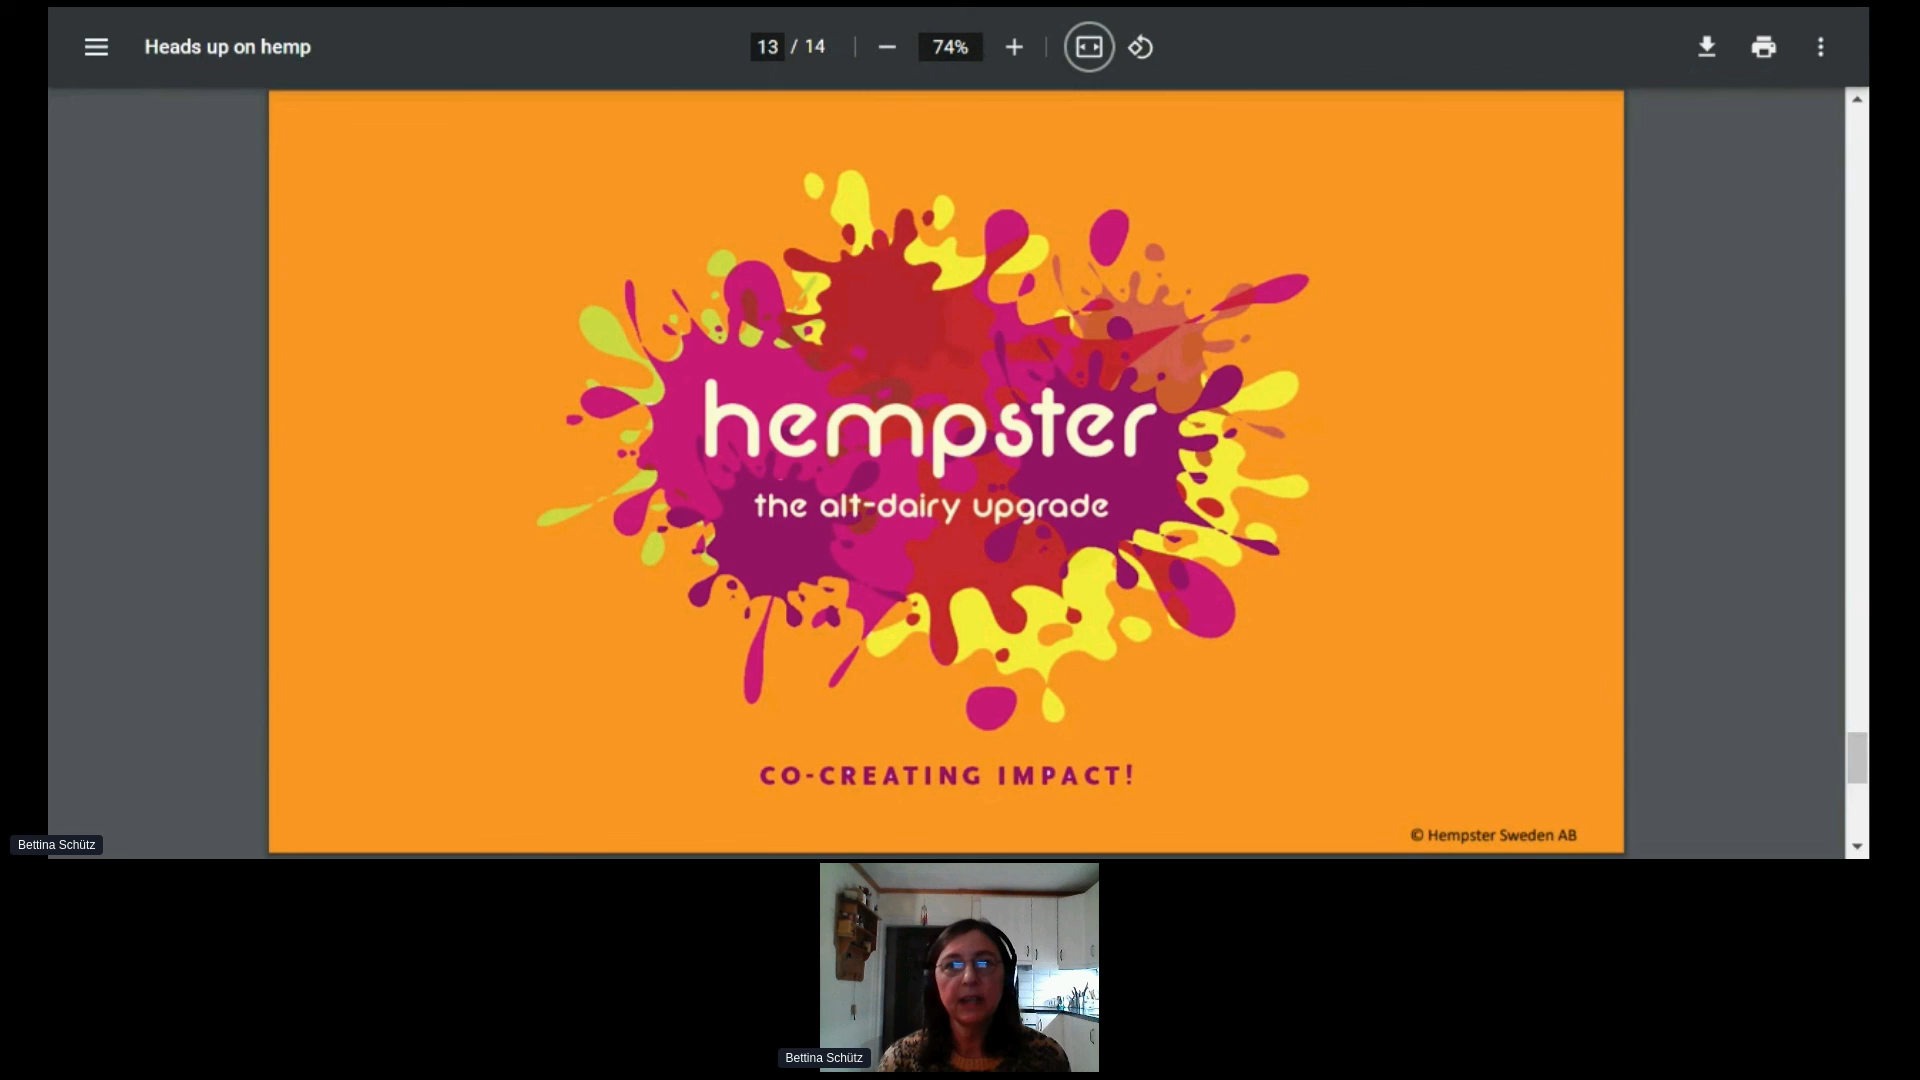 Heads up on hemp
13 / 14
74%
hempster
the alt-dairy upgrade
CO-CREATING IMPACT!
© Hempster Sweden AB
Bettina Schütz
Bettina Schütz